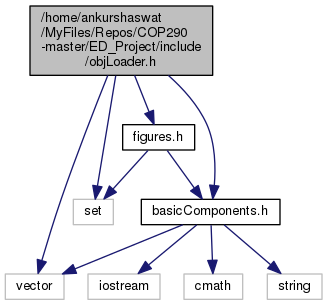 /home/ankurshaswat
/MyFiles/Repos/COP290
-master/ED_Project/include
/objLoader.h
figures.h
set
basicComponents.h
vector
iostream
cmath
string